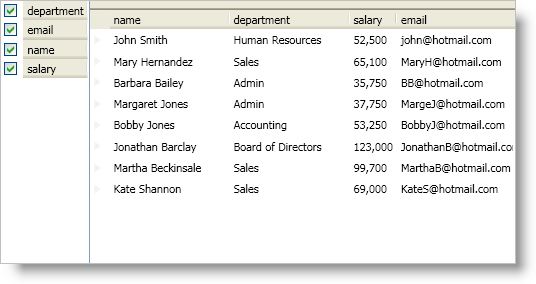 department
email
name
salary
name department salary email
John Smith Human Resources 52,500 john@hotmail.com
Mary Hernandez Sales 65,100 MaryH@hotmail.com
Barbara Bailey Admin 35,750 BB@hotmail.com
Margaret Jones Admin 37,750 MargeJ@hotmail.com
Bobby Jones Accounting 53,250 BobbyJ@hotmail.com
Jonathan Barclay Board of Directors 123,000 JonathanB@hotmail.co
Martha Beckinsale Sales 99,700 MarthaB@hotmail.com
Kate Shannon Sales 69,000 KateS@hotmail.com